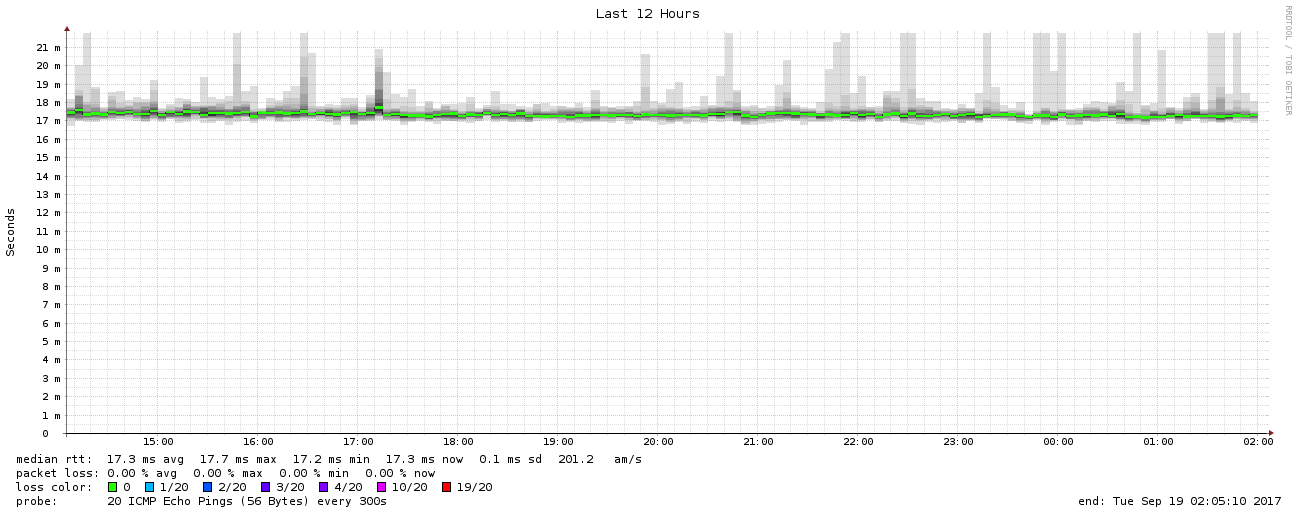 Last 12 Hours
RRDTOOL / TOBI OETIKER
Seconds
21 m
20 m
19 m
18 m
17 m
16 m
15 m
14 m
13 m
12 m
11 m
10 m
9 m
8 m
7 m
6 m
5 m
4 m
3 m
2 m
1 m
0
15:00 16:00 17:00 18:00 19:00 20:00 21:00 22:00 23:00 00:00 01:00 02:00
median rtt: 17.3 ms avg 17.7 ms max 17.2 ms min 17.3 ms now 0.1 ms sd 201.2 am/s
packet loss: 0.00 % avg 0.00 % max 0.00 % min 0.00 % now
loss color: 0 1/20 2/20 3/20 4/20 10/20 19/20
probe: 20 ICMP Echo Pings (56 Bytes) every 300s end: Tue Sep 19 02:05:10 2017